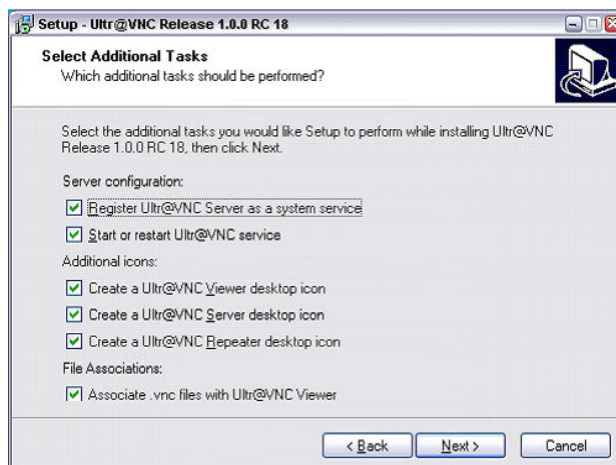 Setup - Ultr@VNC Release 1.0.0 RC 18
Select Additional Tasks
Which additional tasks should be performed?
Select the additional tasks you would like Setup to perform while installing Ultr@VNC
Release 1.0.0 RC 18, then click Next.
Server configuration:
Register Ultr@VNC Server as a system service
Start or restart Ultr@VNC service
Additional icons:
Create a Ultr@VNC Viewer desktop icon
Create a Ultr@VNC Server desktop icon
Create a Ultr@VNC Repeater desktop icon
File Associations:
Associate .vnc files with Ultr@VNC Viewer
< Back Next > Cancel